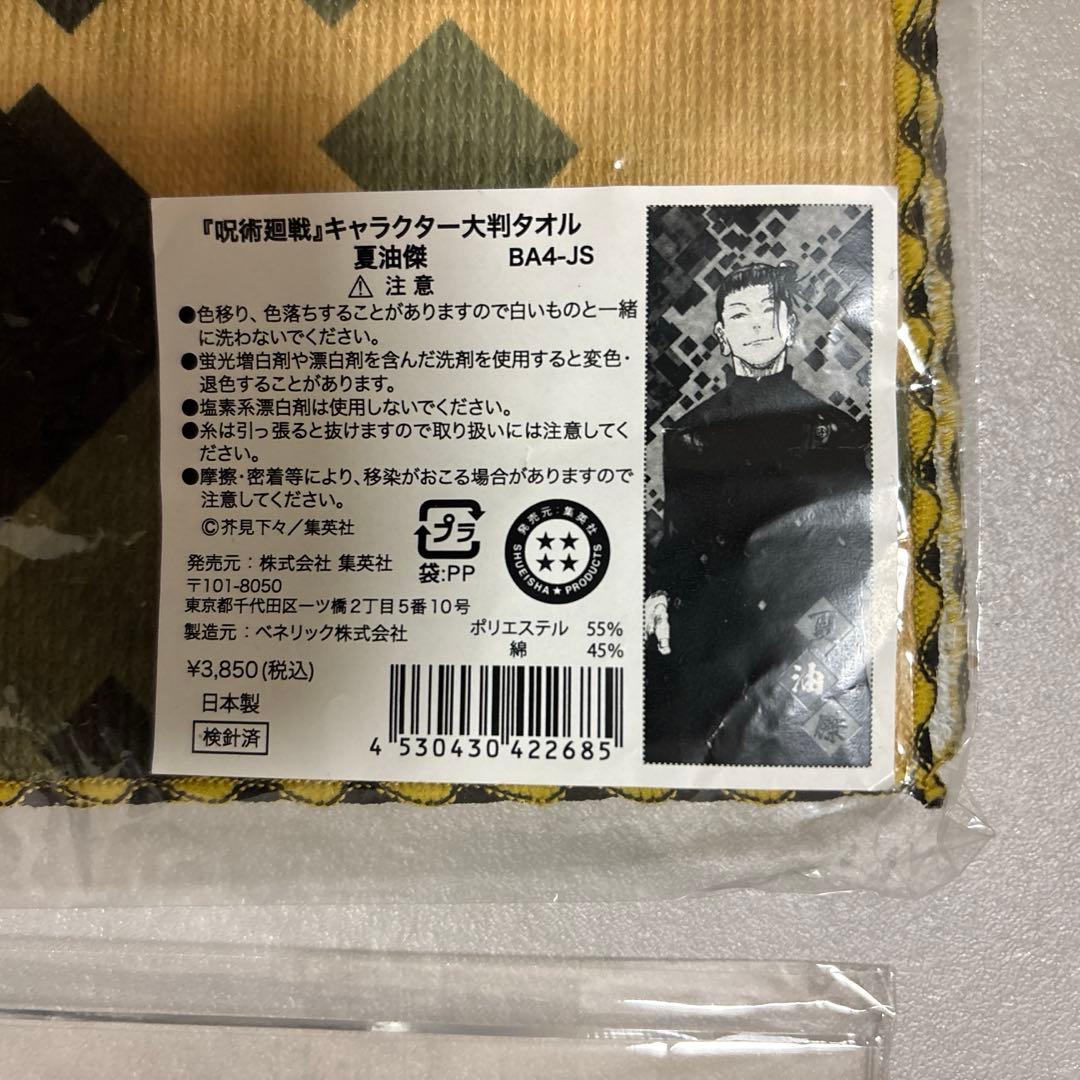 『呪術廻戦』キャラクター大判タオル
夏油傑 BA4-JS
⚠ 注意
●色移り、色落ちすることがありますので白いものと一緒
に洗わないでください。
●蛍光増白剤や漂白剤を含んだ洗剤を使用すると変色・
退色することがあります。
●塩素系漂白剤は使用しないでください。
●糸は引っ張ると抜けますので取り扱いには注意してく
ださい。
●摩擦・密着等により、移染がおこる場合がありますので
注意してください。
©芥見下々／集英社
プラ
袋:PP
発売元:集英社
SHUEISHA★PRODUCTS
発売元：株式会社 集英社
〒101-8050
東京都千代田区一ツ橋2丁目5番10号
製造元：ベネリック株式会社
ポリエステル 55%
綿 45%
¥3,850(税込)
日本製
検針済
4 530430 422685
夏
油
傑